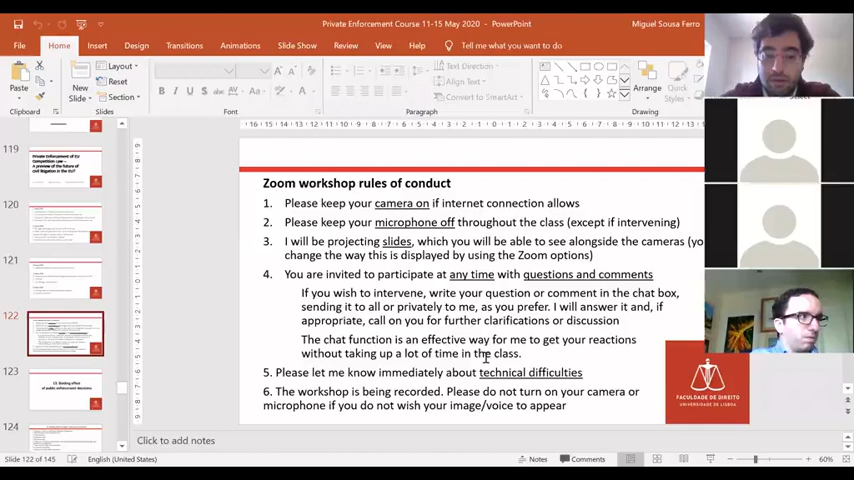 Private Enforcement Course 11-15 May 2020 - PowerPoint
Miguel Sousa Ferro
File Home Insert Design Transitions Animations Slide Show Review View Help Tell me what you want to do
Paste
New
Slide
Layout
Reset
Section
Text Direction
Align Text
Convert to SmartArt
Arrange
Quick
Styles
Clipboard
Slides
Font
Paragraph
Drawing
119
Private Enforcement of EU
Competition Law –
A preview of the future of
civil litigation in the EU?
120
121
122
123
13. Binding effect
of public enforcement decisions
124
Zoom workshop rules of conduct
1. Please keep your camera on if internet connection allows
2. Please keep your microphone off throughout the class (except if intervening)
3. I will be projecting slides, which you will be able to see alongside the cameras (yo
change the way this is displayed by using the Zoom options)
4. You are invited to participate at any time with questions and comments
If you wish to intervene, write your question or comment in the chat box,
sending it to all or privately to me, as you prefer. I will answer it and, if
appropriate, call on you for further clarifications or discussion
The chat function is an effective way for me to get your reactions
without taking up a lot of time in the class.
5. Please let me know immediately about technical difficulties
6. The workshop is being recorded. Please do not turn on your camera or
microphone if you do not wish your image/voice to appear
FACULDADE DE DIREITO
UNIVERSIDADE DE LISBOA
Click to add notes
Slide 122 of 145
English (United States)
Notes
Comments
60%